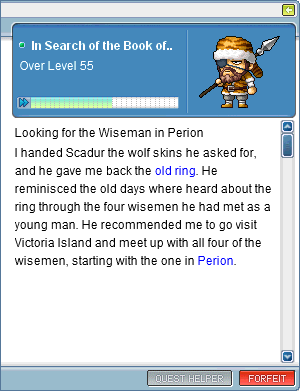 In Search of the Book of..
Over Level 55
Looking for the Wiseman in Perion
I handed Scadur the wolf skins he asked for,
and he gave me back the old ring. He
reminisced the old days where heard about the
ring through the four wisemen he had met as a
young man. He recommended me to go visit
Victoria Island and meet up with all four of the
wisemen, starting with the one in Perion.
QUEST HELPER FORFEIT